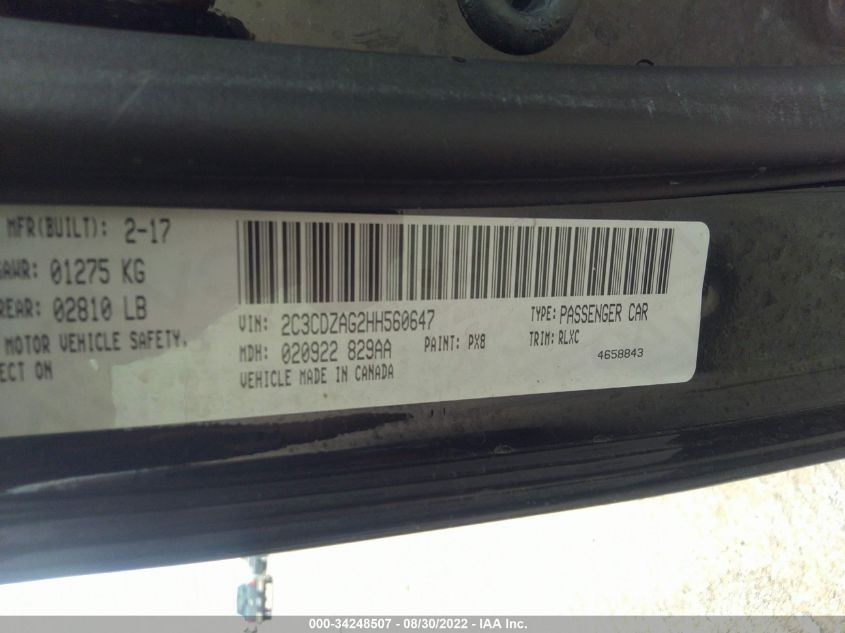 MFR(BUILT): 2-17
GAWR: 01275 KG
REAR: 02810 LB
MOTOR VEHICLE SAFETY,
ECT ON
VIN: 2C3CDZAG2HH560647
TYPE: PASSENGER CAR
MDH: 020922 829AA
PAINT: PX8
TRIM: RLXC
VEHICLE MADE IN CANADA
4658843
000-34248507 - 08/30/2022 - IAA Inc.